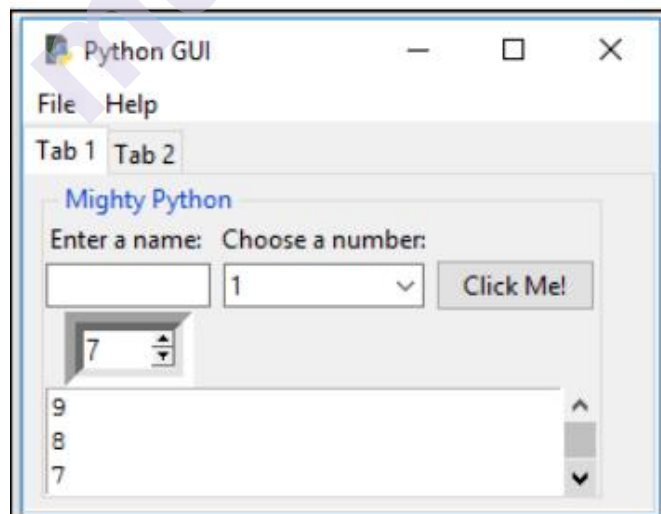 Python GUI
File Help
Tab 1 Tab 2
Mighty Python
Enter a name: Choose a number:
1 Click Me!
7
9
8
7